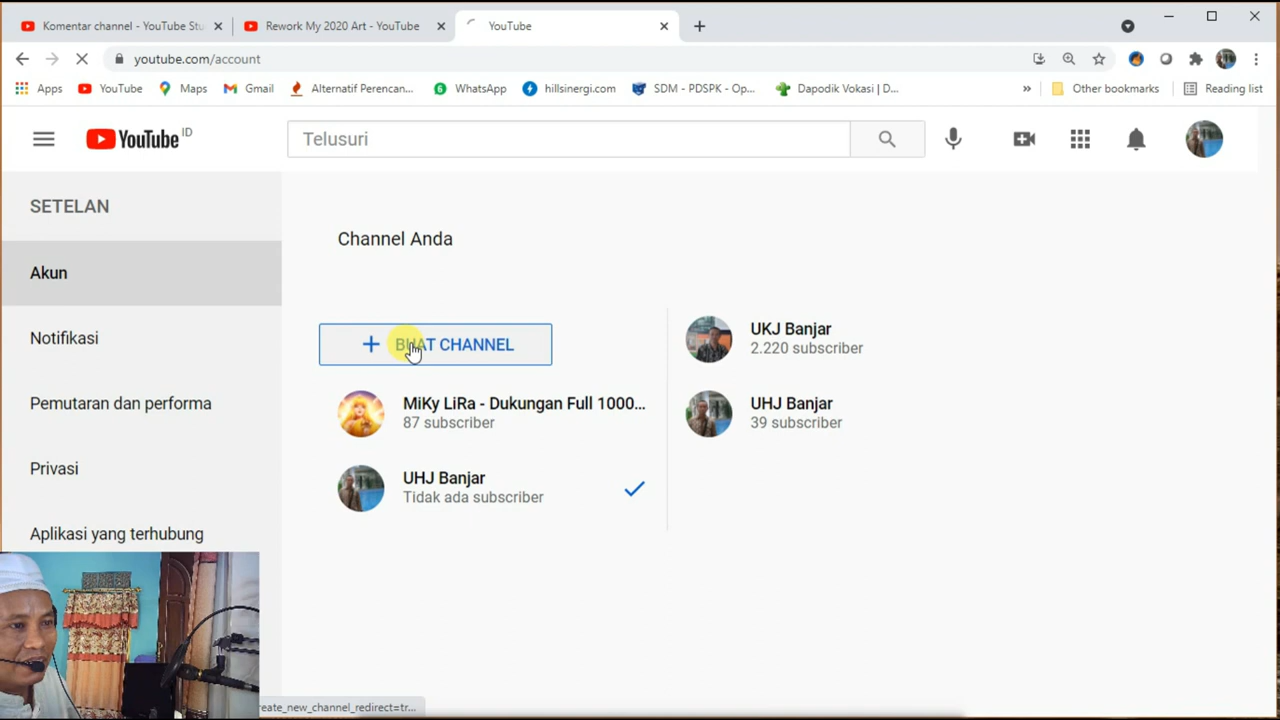 Komentar channel - YouTube Stu
Rework My 2020 Art - YouTube
YouTube
youtube.com/account
Apps
YouTube
Maps
Gmail
Alternatif Perencan...
WhatsApp
hillsinergi.com
SDM - PDSPK - Op...
Dapodik Vokasi | D...
»
Other bookmarks
Reading list
YouTube ID
Telusuri
SETELAN
Akun
Notifikasi
Pemutaran dan performa
Privasi
Aplikasi yang terhubung
Channel Anda
+ BUAT CHANNEL
MiKy LiRa - Dukungan Full 1000...
87 subscriber
UHJ Banjar
Tidak ada subscriber
UKJ Banjar
2.220 subscriber
UHJ Banjar
39 subscriber
create_new_channel_redirect=tr...